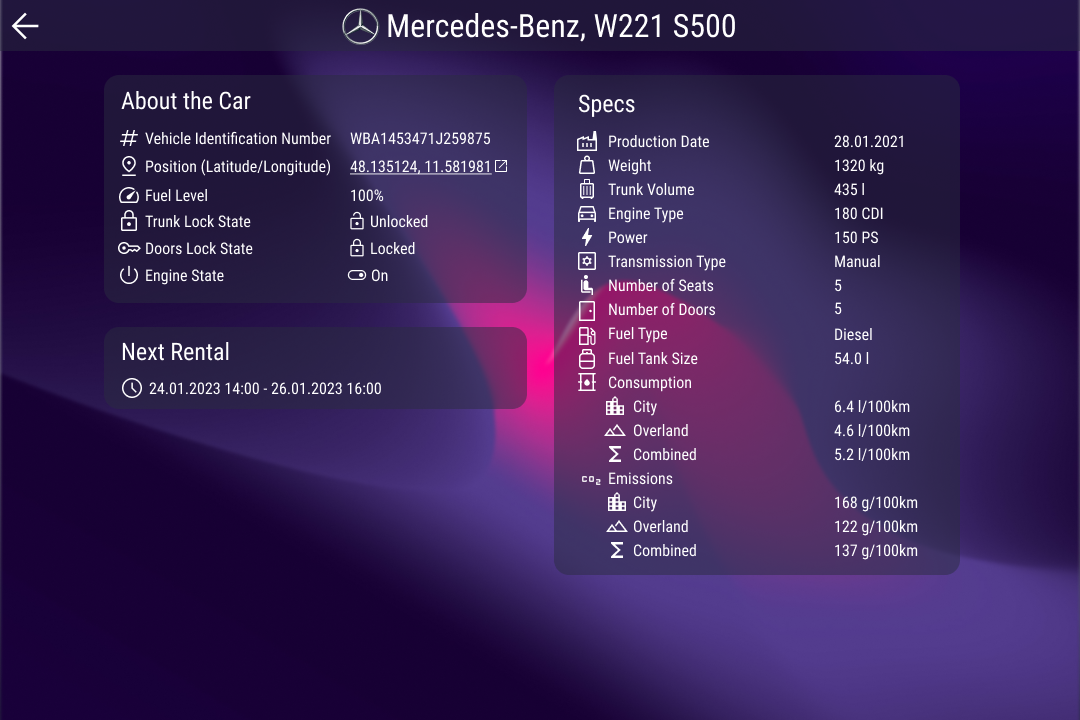 Mercedes-Benz, W221 S500
About the Car
Vehicle Identification Number WBA1453471J259875
Position (Latitude/Longitude) 48.135124, 11.581981
Fuel Level 100%
Trunk Lock State Unlocked
Doors Lock State Locked
Engine State On
Next Rental
24.01.2023 14:00 - 26.01.2023 16:00
Specs
Production Date 28.01.2021
Weight 1320 kg
Trunk Volume 435 l
Engine Type 180 CDI
Power 150 PS
Transmission Type Manual
Number of Seats 5
Number of Doors 5
Fuel Type Diesel
Fuel Tank Size 54.0 l
Consumption
City 6.4 l/100km
Overland 4.6 l/100km
Combined 5.2 l/100km
CO₂ Emissions
City 168 g/100km
Overland 122 g/100km
Combined 137 g/100km